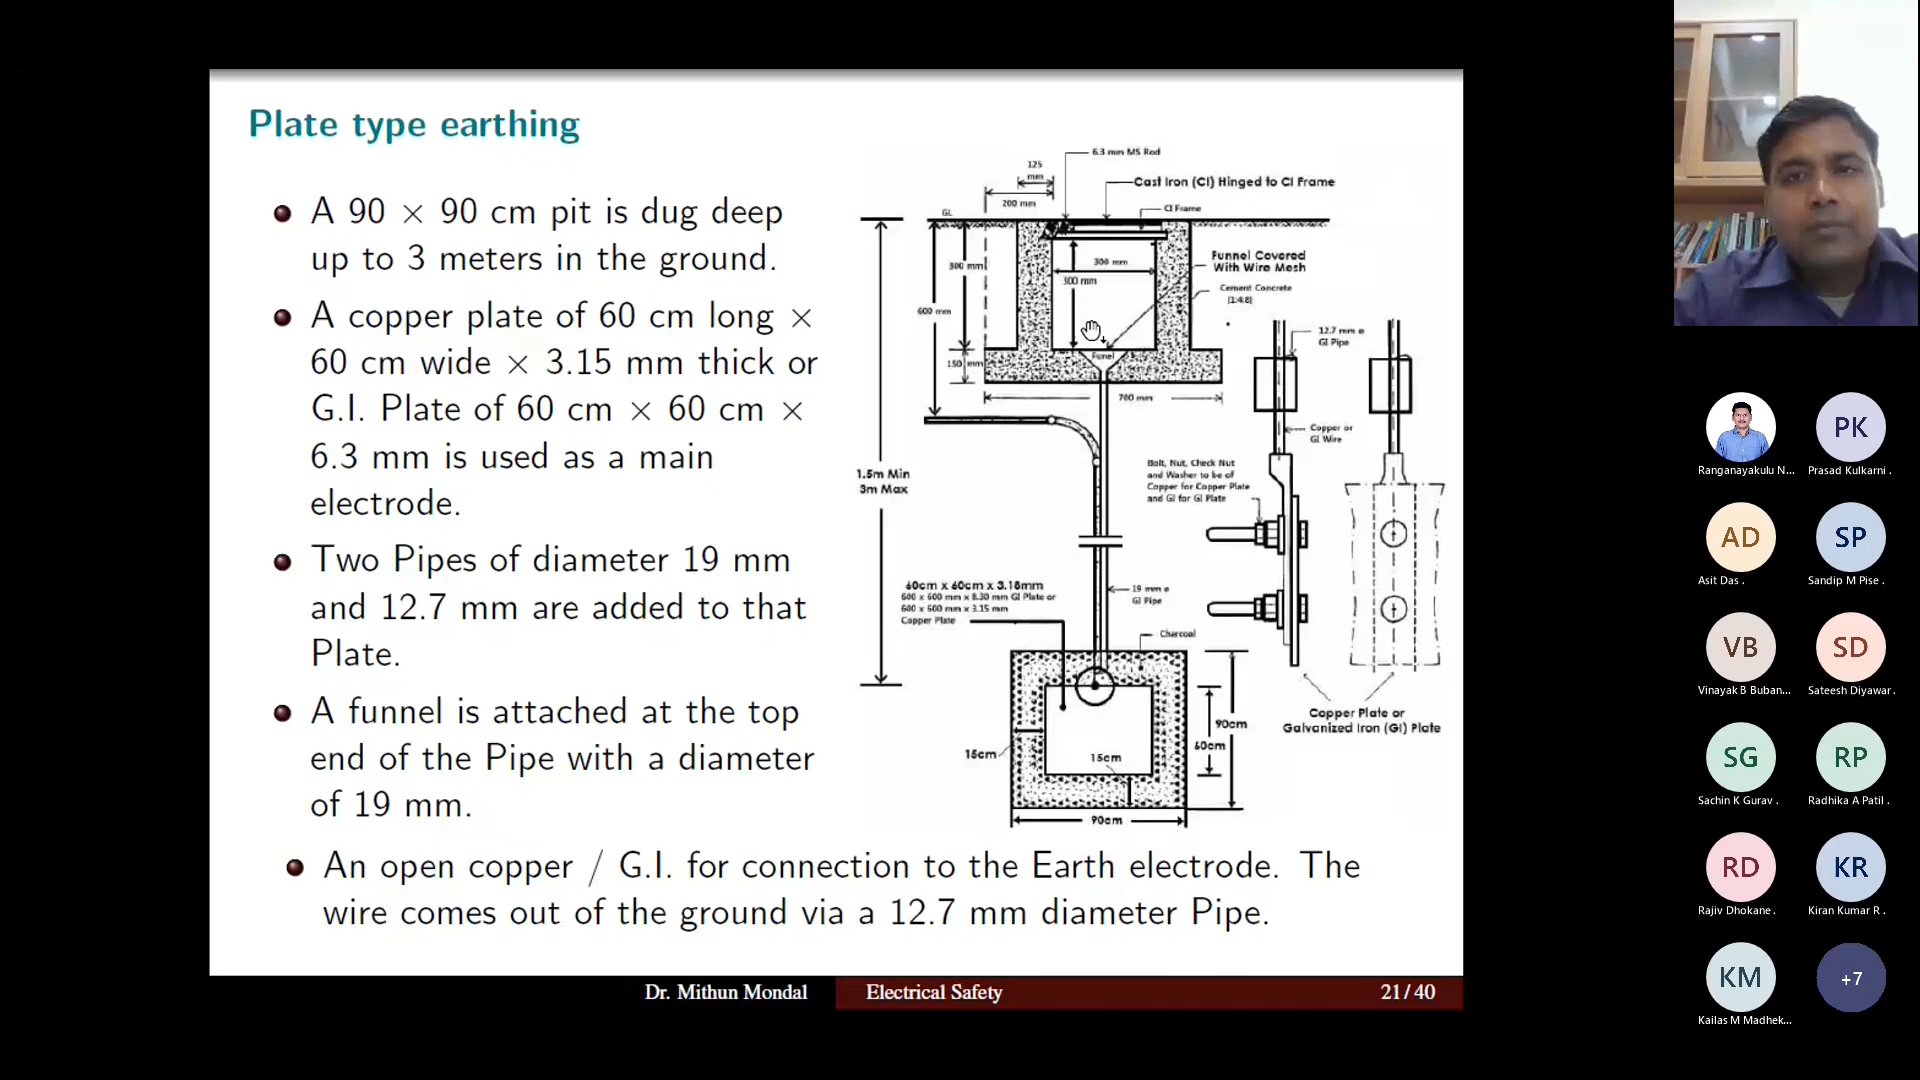 Plate type earthing
A 90 × 90 cm pit is dug deep
up to 3 meters in the ground.
A copper plate of 60 cm long ×
60 cm wide × 3.15 mm thick or
G.I. Plate of 60 cm × 60 cm ×
6.3 mm is used as a main
electrode.
Two Pipes of diameter 19 mm
and 12.7 mm are added to that
Plate.
A funnel is attached at the top
end of the Pipe with a diameter
of 19 mm.
An open copper / G.I. for connection to the Earth electrode. The
wire comes out of the ground via a 12.7 mm diameter Pipe.
6.3 mm MS Rod
125
mm
Cast Iron (CI) Hinged to CI Frame
200 mm
GL
CI Frame
300 mm
300 mm
300 mm
Funnel Covered
With Wire Mesh
Cement Concrete
(1:4:8)
600 mm
Funel
150 mm
700 mm
12.7 mm ø
GI Pipe
Copper or
GI Wire
1.5m Min
3m Max
Bolt, Nut, Check Nut
and Washer to be of
Copper for Copper Plate
and GI for GI Plate
60cm x 60cm x 3.18mm
600 x 600 mm x 6.30 mm GI Plate or
600 x 600 mm x 3.15 mm
Copper Plate
19 mm ø
GI Pipe
Charcoal
15cm
15cm
60cm
90cm
90cm
Copper Plate or
Galvanized Iron (GI) Plate
Dr. Mithun Mondal
Electrical Safety
21/40
PK
Ranganayakulu N...
Prasad Kulkarni .
AD
SP
Asit Das .
Sandip M Pise .
VB
SD
Vinayak B Buban...
Sateesh Diyawar .
SG
RP
Sachin K Gurav .
Radhika A Patil .
RD
KR
Rajiv Dhokane .
Kiran Kumar R .
KM
+7
Kailas M Madhek...